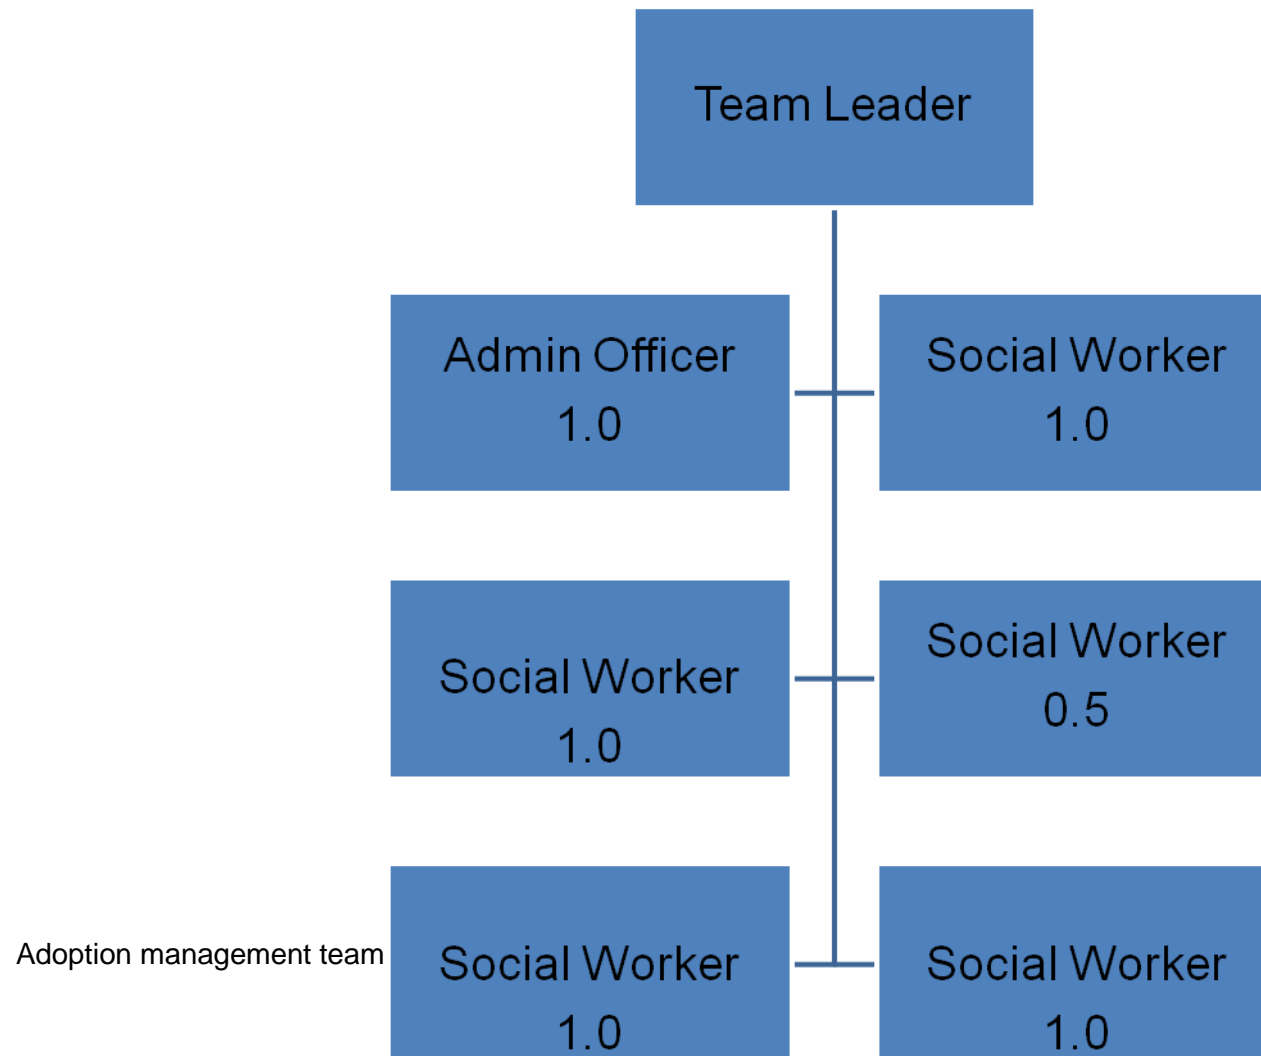 Team Leader
Admin Officer
1.0
Social Worker
1.0
Social Worker
1.0
Social Worker
0.5
Adoption management team
Social Worker
1.0
Social Worker
1.0